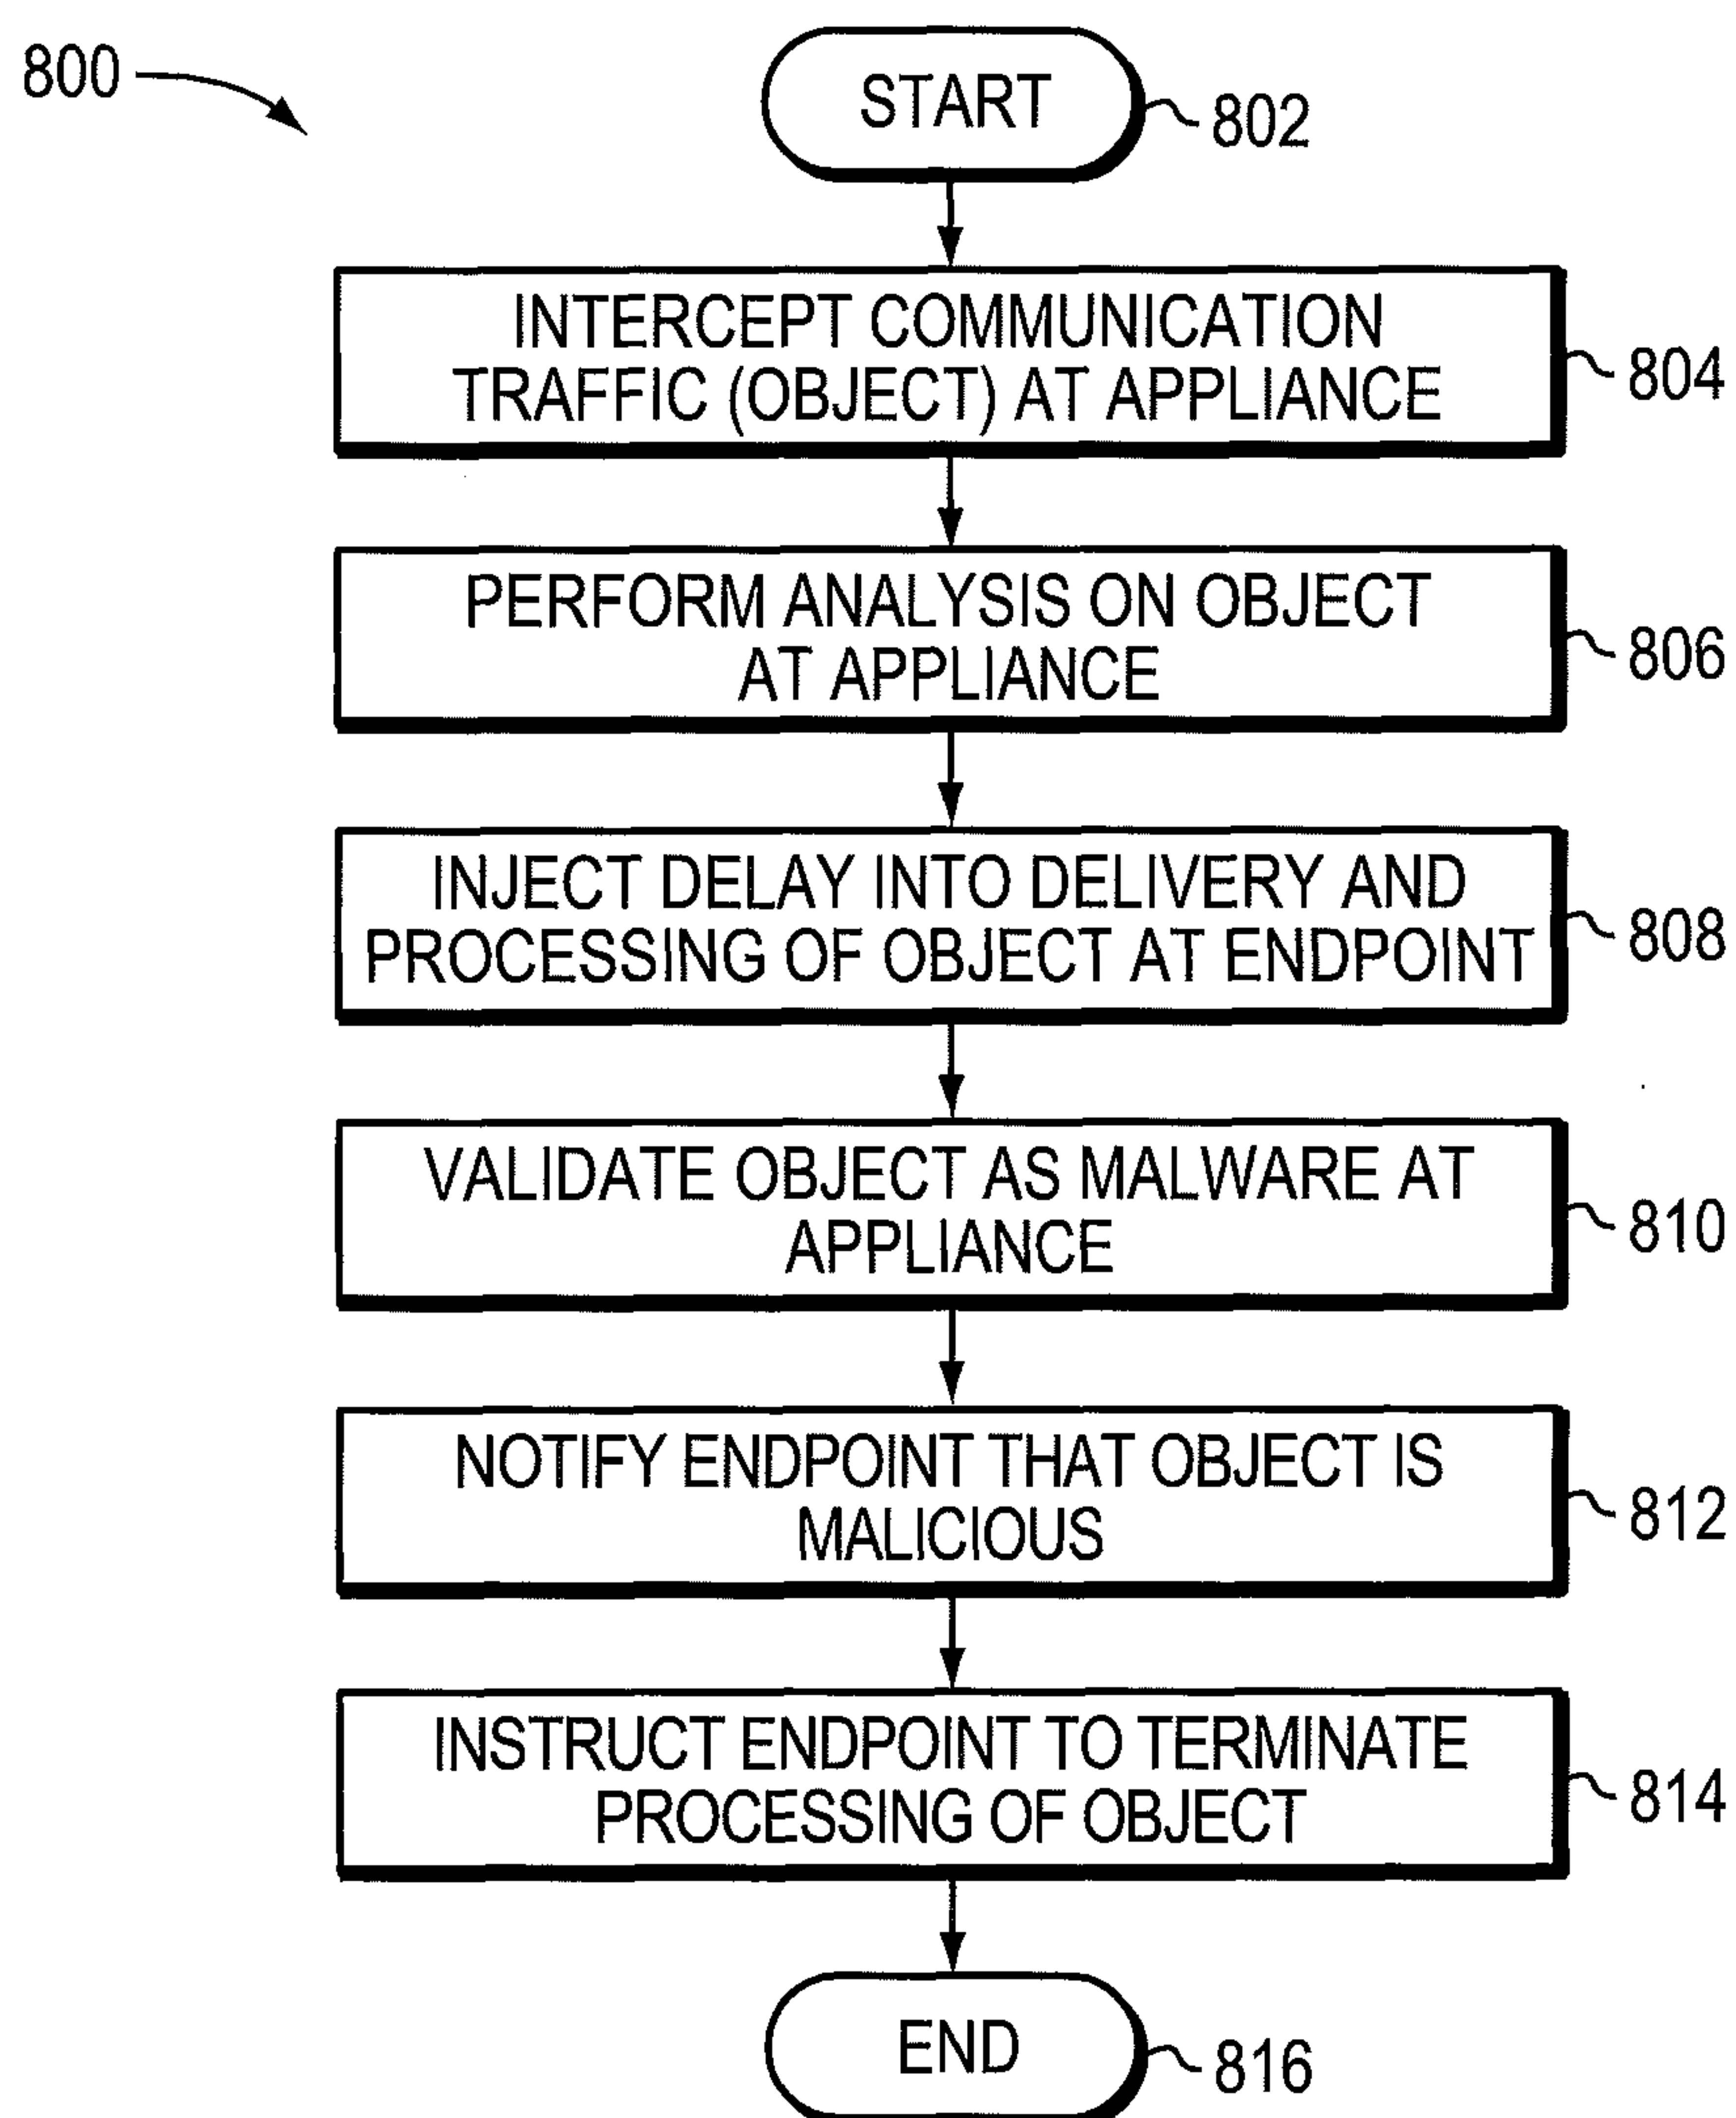 800
START
802
INTERCEPT COMMUNICATION
TRAFFIC (OBJECT) AT APPLIANCE
804
PERFORM ANALYSIS ON OBJECT
AT APPLIANCE
806
INJECT DELAY INTO DELIVERY AND
PROCESSING OF OBJECT AT ENDPOINT
808
VALIDATE OBJECT AS MALWARE AT
APPLIANCE
810
NOTIFY ENDPOINT THAT OBJECT IS
MALICIOUS
812
INSTRUCT ENDPOINT TO TERMINATE
PROCESSING OF OBJECT
814
END
816